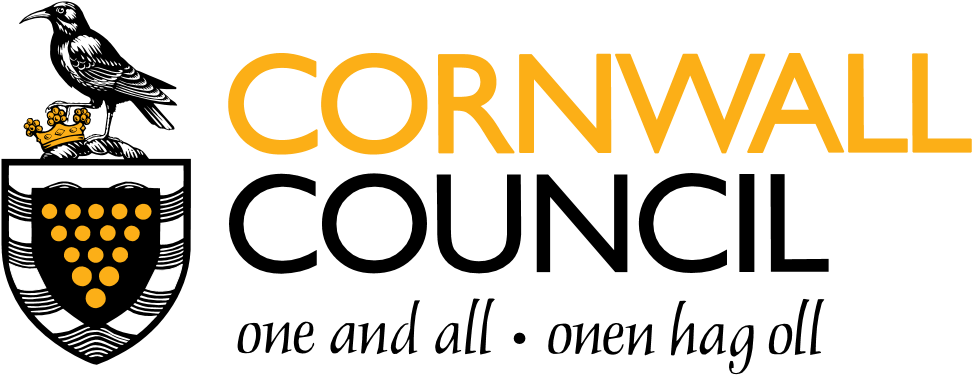 CORNWALL
COUNCIL
one and all • onen hag oll